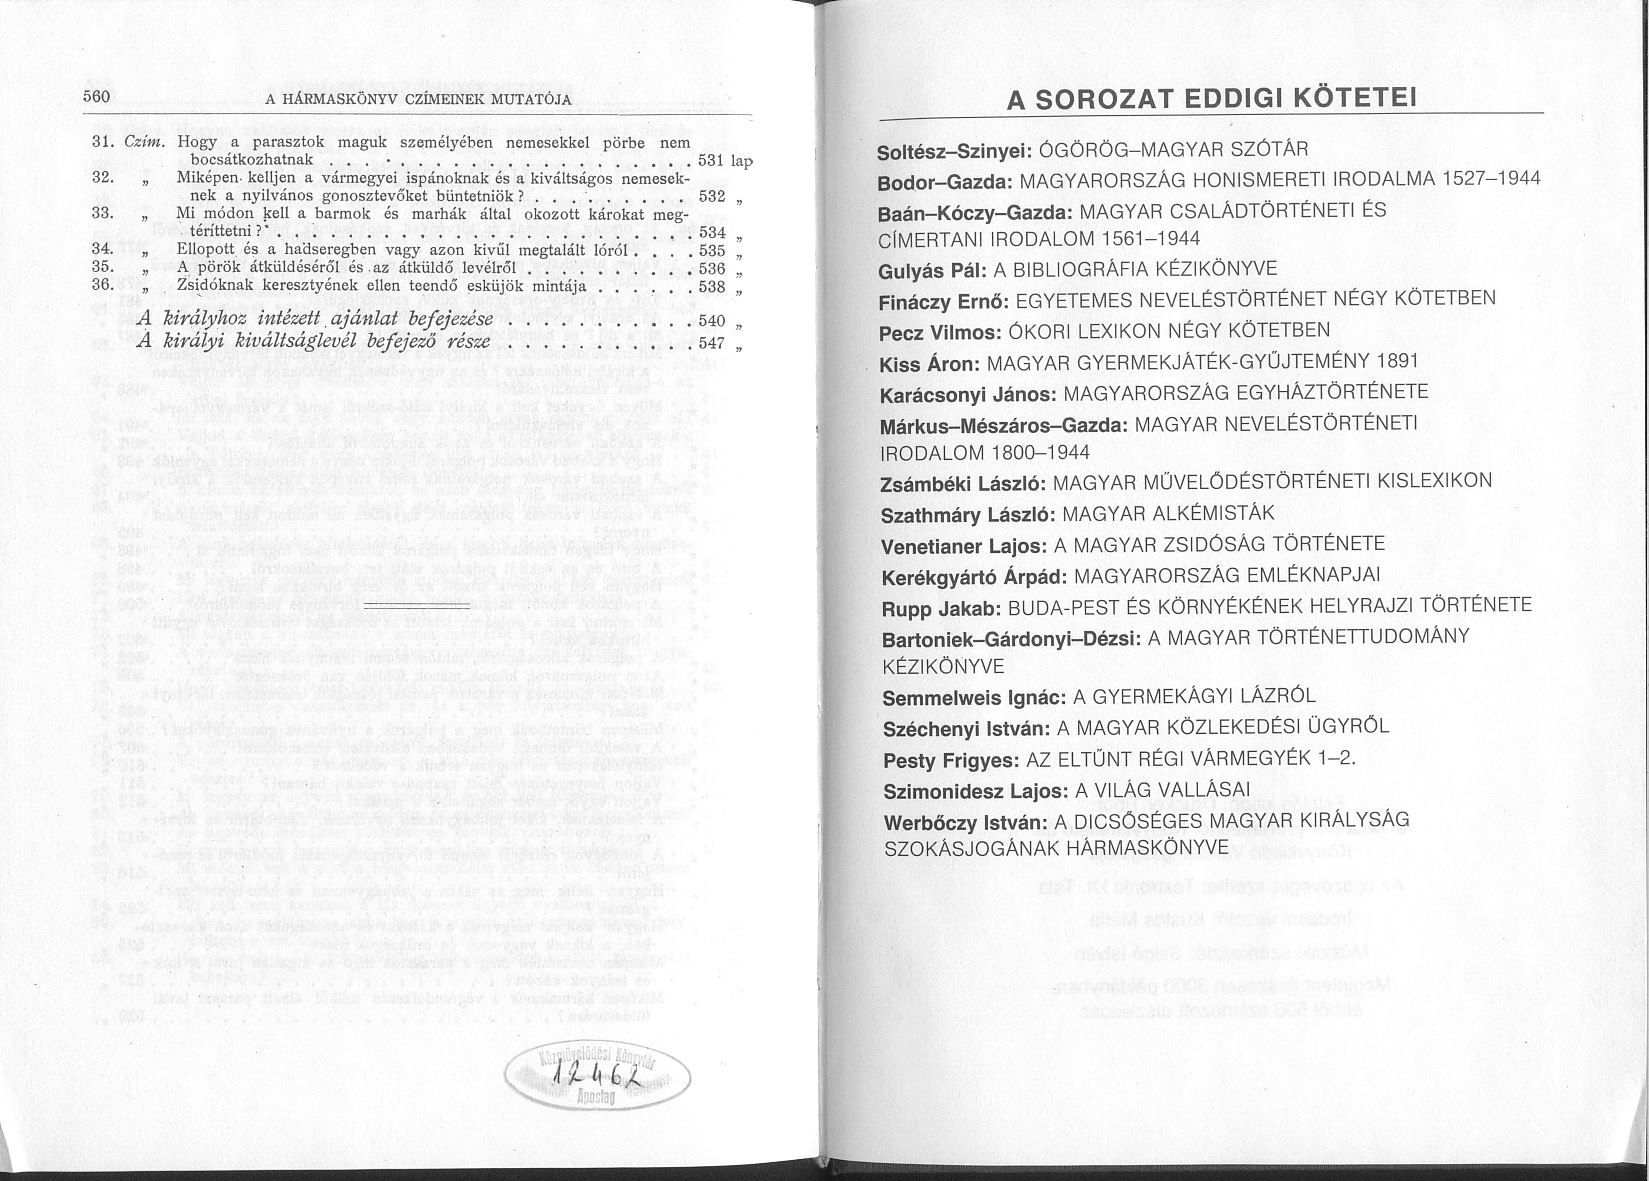 560
A HÁRMASKÖNYV CZÍMEINEK MUTATÓJA
31. Czím. Hogy a parasztok maguk személyében nemesekkel pörbe nem
bocsátkozhatnak . . . . . . . . . . . . . . . . . . . 531 lap
32. „ Miképen kelljen a vármegyei ispánoknak és a kiváltságos nemesek-
nek a nyilvános gonosztevőket büntetniök ? . . . . . . . . . 532 „
33. „ Mi módon kell a barmok és marhák által okozott károkat meg-
téríttetni ? . . . . . . . . . . . . . . . . . . . . . . 534 „
34. „ Ellopott és a hadseregben vagy azon kivűl megtalált lóról . . . . 535 „
35. „ A pörök átküldéséről és az átküldő levélről . . . . . . . . . 536 „
36. „ Zsidóknak keresztyének ellen teendő esküjök mintája . . . . . . 538 „
A királyhoz intézett ajánlat befejezése . . . . . . . . . . . 540 „
A királyi kiváltságlevél befejező része . . . . . . . . . . . 547 „
Közművelődési Könyvtár
12462
Apostag
A SOROZAT EDDIGI KÖTETEI
Soltész–Szinyei: ÓGÖRÖG–MAGYAR SZÓTÁR
Bodor–Gazda: MAGYARORSZÁG HONISMERETI IRODALMA 1527–1944
Baán–Kóczy–Gazda: MAGYAR CSALÁDTÖRTÉNETI ÉS
CÍMERTANI IRODALOM 1561–1944
Gulyás Pál: A BIBLIOGRÁFIA KÉZIKÖNYVE
Fináczy Ernő: EGYETEMES NEVELÉSTÖRTÉNET NÉGY KÖTETBEN
Pecz Vilmos: ÓKORI LEXIKON NÉGY KÖTETBEN
Kiss Áron: MAGYAR GYERMEKJÁTÉK-GYŰJTEMÉNY 1891
Karácsonyi János: MAGYARORSZÁG EGYHÁZTÖRTÉNETE
Márkus–Mészáros–Gazda: MAGYAR NEVELÉSTÖRTÉNETI
IRODALOM 1800–1944
Zsámbéki László: MAGYAR MŰVELŐDÉSTÖRTÉNETI KISLEXIKON
Szathmáry László: MAGYAR ALKÉMISTÁK
Venetianer Lajos: A MAGYAR ZSIDÓSÁG TÖRTÉNETE
Kerékgyártó Árpád: MAGYARORSZÁG EMLÉKNAPJAI
Rupp Jakab: BUDA-PEST ÉS KÖRNYÉKÉNEK HELYRAJZI TÖRTÉNETE
Bartoniek–Gárdonyi–Dézsi: A MAGYAR TÖRTÉNETTUDOMÁNY
KÉZIKÖNYVE
Semmelweis Ignác: A GYERMEKÁGYI LÁZRÓL
Széchenyi István: A MAGYAR KÖZLEKEDÉSI ÜGYRŐL
Pesty Frigyes: AZ ELTŰNT RÉGI VÁRMEGYÉK 1–2.
Szimonidesz Lajos: A VILÁG VALLÁSAI
Werbőczy István: A DICSŐSÉGES MAGYAR KIRÁLYSÁG
SZOKÁSJOGÁNAK HÁRMASKÖNYVE